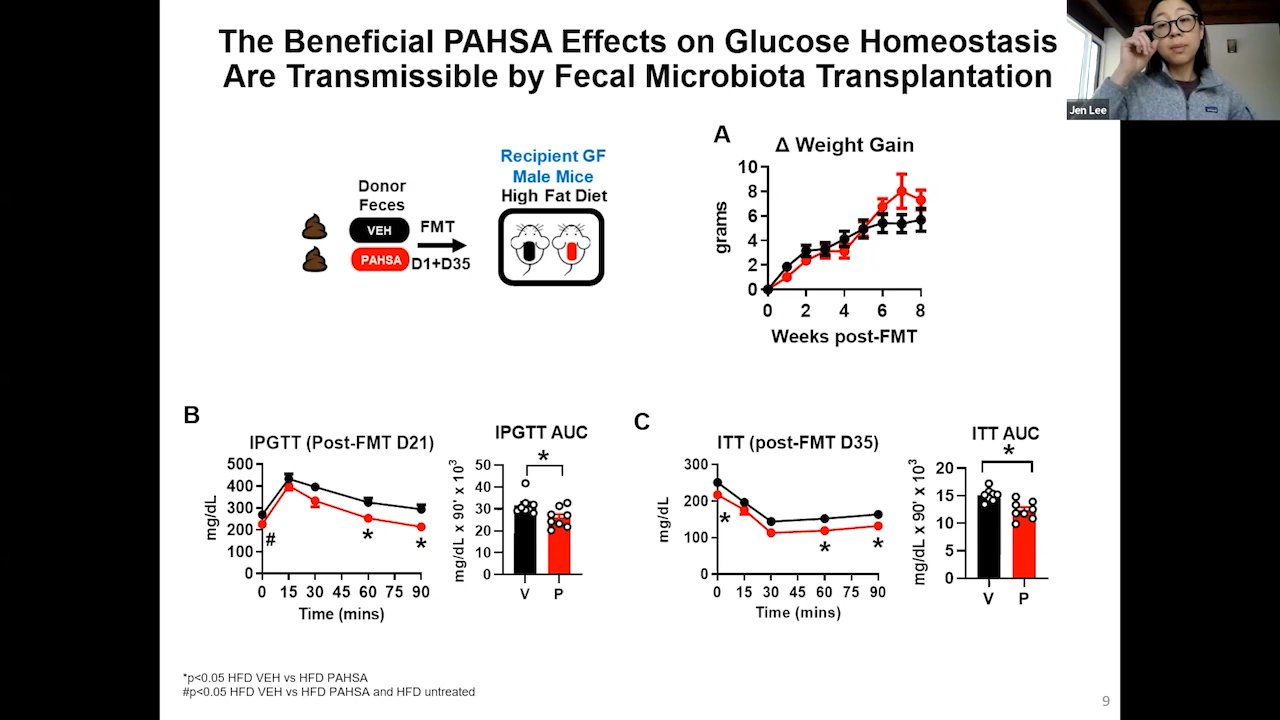 The Beneficial PAHSA Effects on Glucose Homeostasis
Are Transmissible by Fecal Microbiota Transplantation
Jen Lee
Donor
Feces
VEH
PAHSA
FMT
D1+D35
Recipient GF
Male Mice
High Fat Diet
A
Δ Weight Gain
grams
10
8
6
4
2
0
0 2 4 6 8
Weeks post-FMT
B
IPGTT (Post-FMT D21)
mg/dL
500
400
300
200
100
0
#
*
*
0 15 30 45 60 75 90
Time (mins)
IPGTT AUC
*
mg/dL x 90' x 10³
50
40
30
20
10
0
V P
C
ITT (post-FMT D35)
mg/dL
300
200
100
0
*
*
*
0 15 30 45 60 75 90
Time (mins)
ITT AUC
*
mg/dL x 90' x 10³
20
15
10
5
0
V P
*p<0.05 HFD VEH vs HFD PAHSA
#p<0.05 HFD VEH vs HFD PAHSA and HFD untreated
9